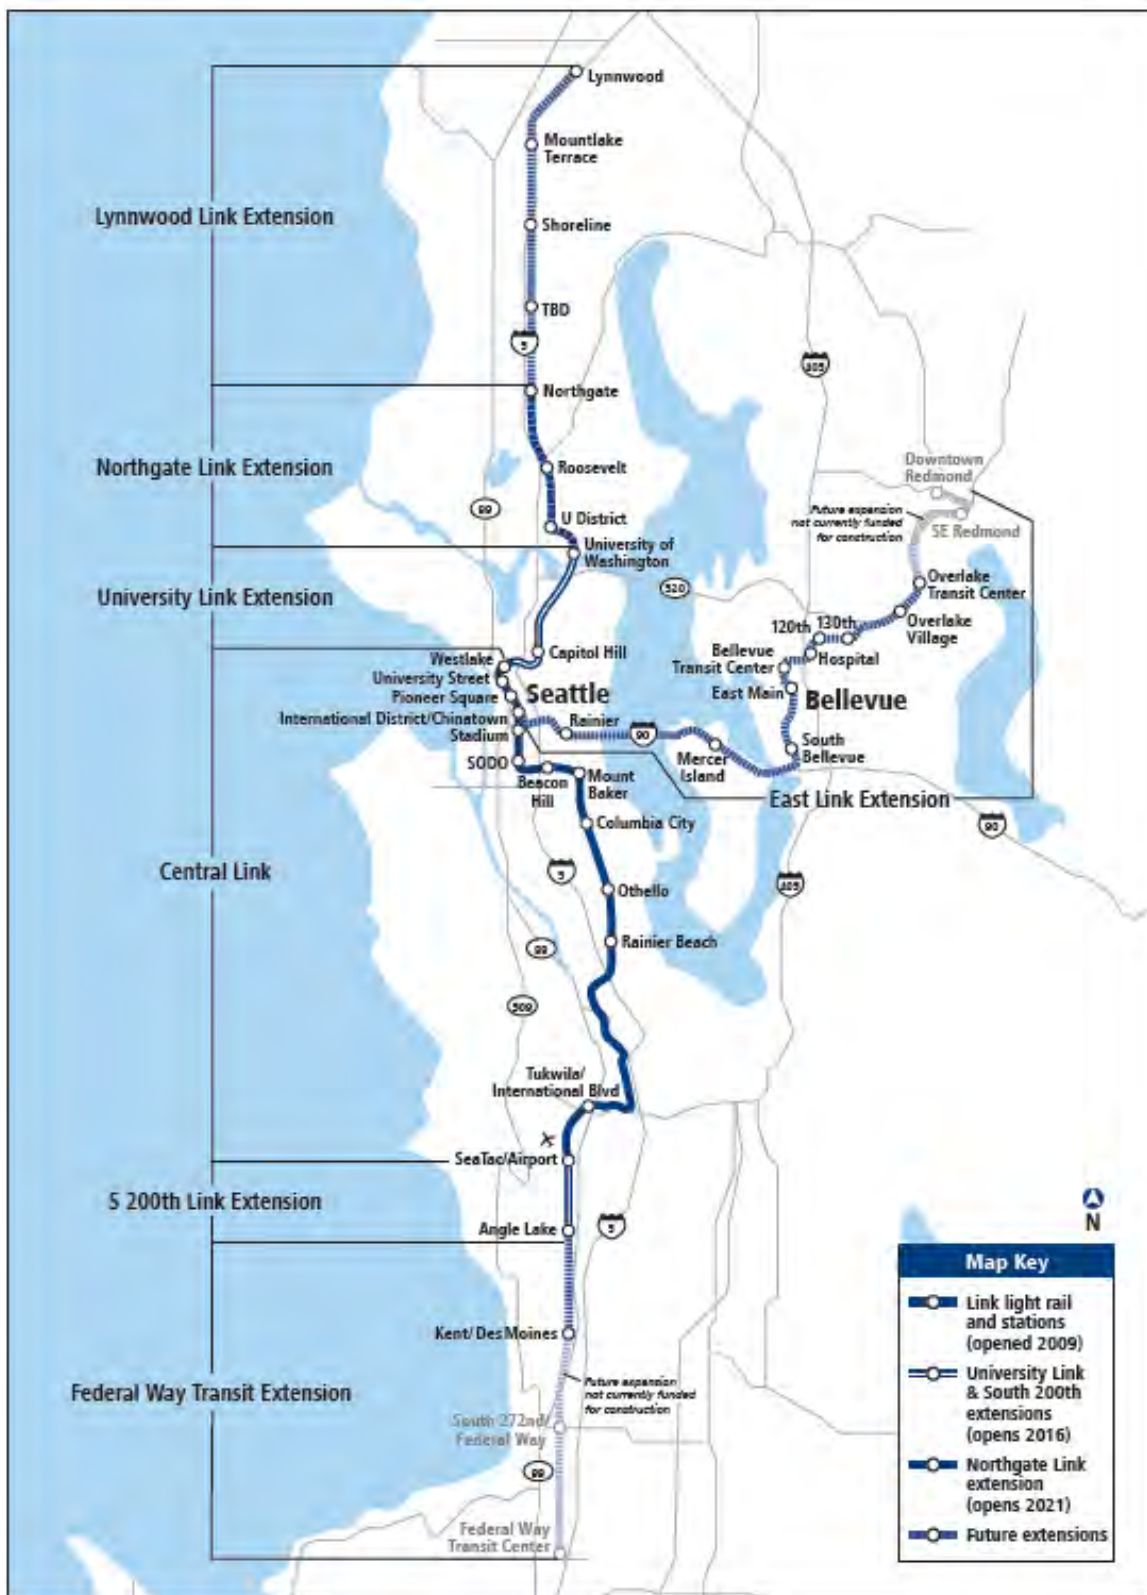 Lynnwood
Mountlake
Terrace
Lynnwood Link Extension
Shoreline
TBD
5
405
Northgate
Northgate Link Extension
Roosevelt
Downtown
Redmond
99
Future expansion
not currently funded
for construction
SE Redmond
U District
University of
Washington
520
Overlake
Transit Center
University Link Extension
120th
130th
Overlake
Village
Capitol Hill
Bellevue
Transit Center
Hospital
Westlake
University Street
Pioneer Square
Seattle
East Main
Bellevue
International District/Chinatown
Stadium
Rainier
90
South
Bellevue
SODO
Mercer
Island
Beacon
Hill
Mount
Baker
East Link Extension
Columbia City
90
Central Link
5
405
Othello
Rainier Beach
99
509
Tukwila/
International Blvd
SeaTac/Airport
S 200th Link Extension
Angle Lake
5
N
Kent/Des Moines
Federal Way Transit Extension
Future expansion
not currently funded
for construction
South 272nd/
Federal Way
99
Federal Way
Transit Center
Map Key
Link light rail
and stations
(opened 2009)
University Link
& South 200th
extensions
(opens 2016)
Northgate Link
extension
(opens 2021)
Future extensions